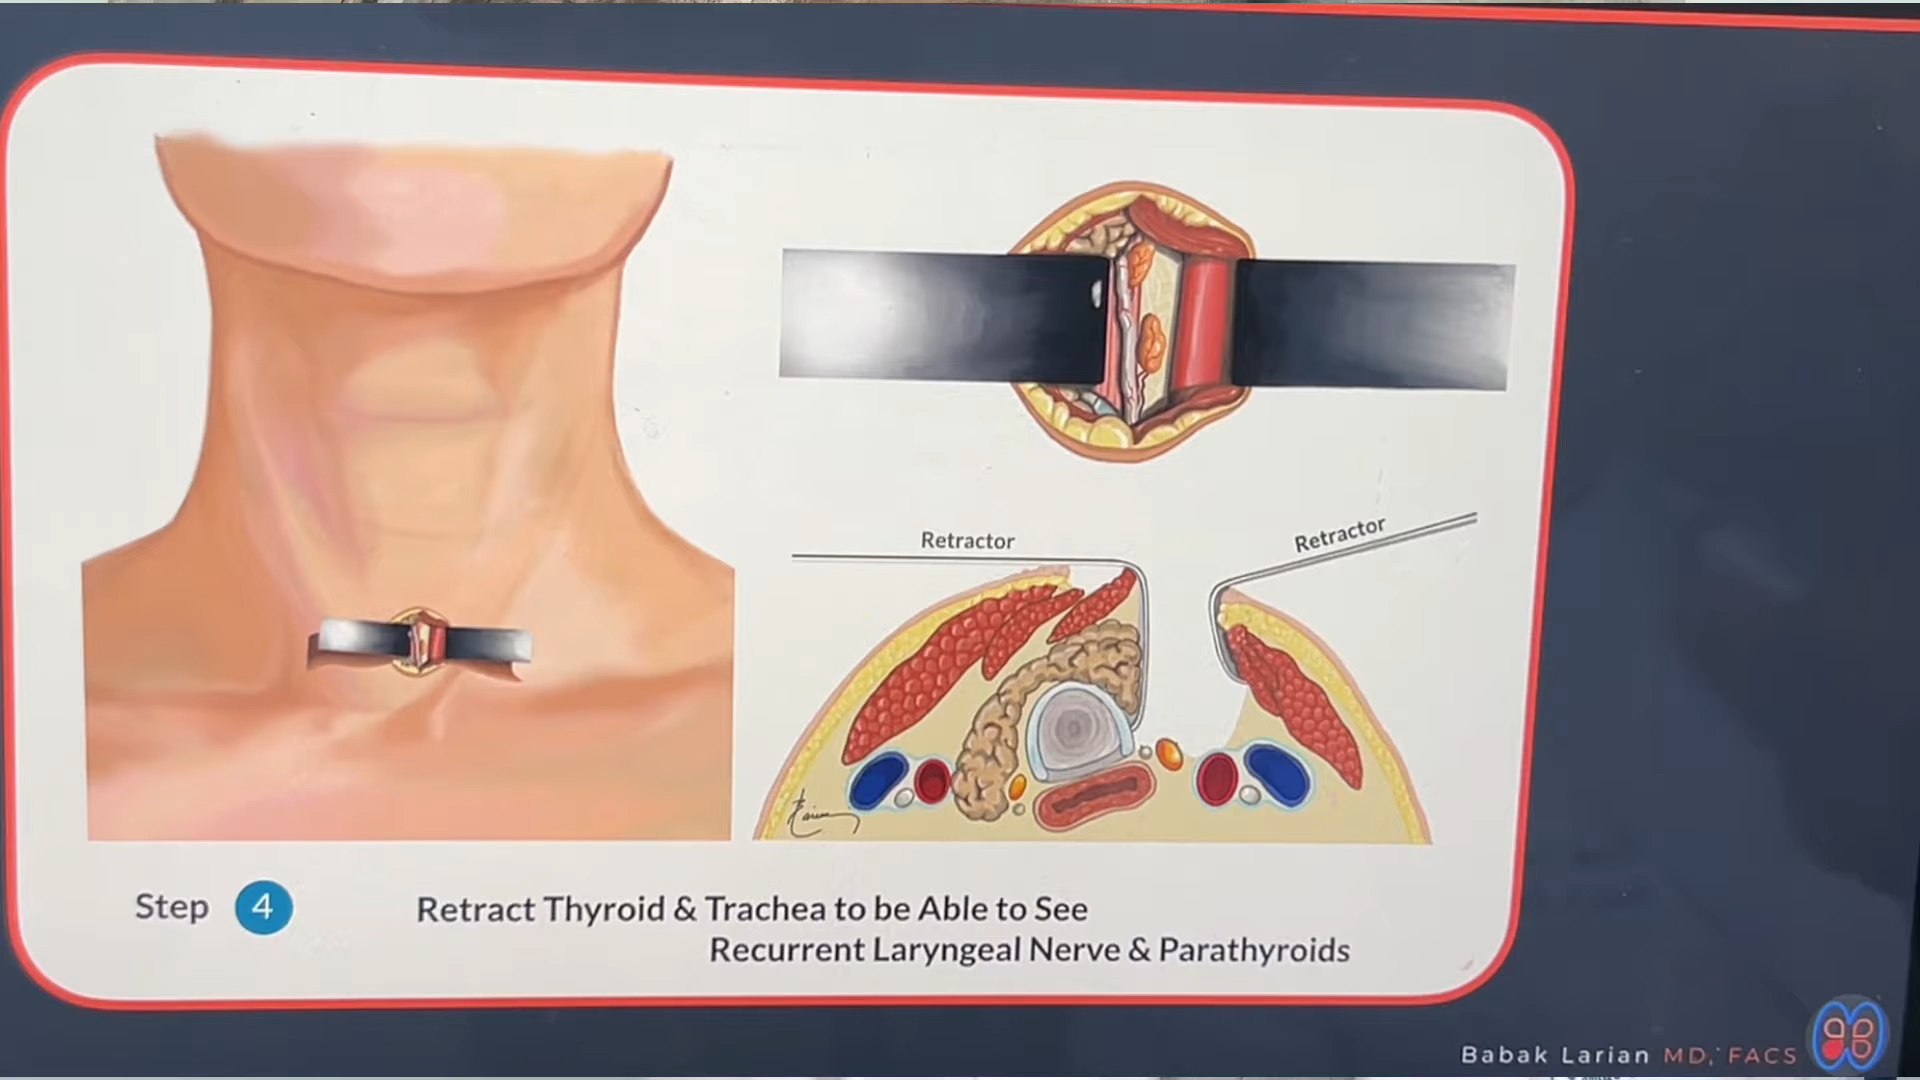 Retractor
Retractor
Step 4
Retract Thyroid & Trachea to be Able to See
Recurrent Laryngeal Nerve & Parathyroids
Babak Larian MD, FACS